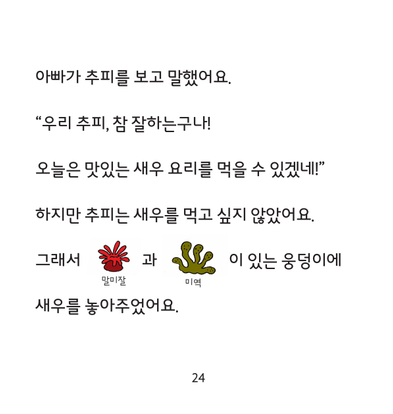 아빠가 추피를 보고 말했어요.
“우리 추피, 참 잘하는구나!
오늘은 맛있는 새우 요리를 먹을 수 있겠네!”
하지만 추피는 새우를 먹고 싶지 않았어요.
그래서 과 이 있는 웅덩이에
말미잘 미역
새우를 놓아주었어요.
24